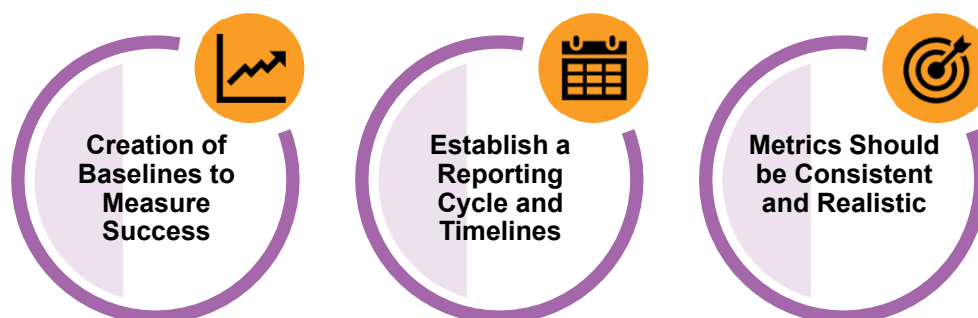 Creation of
Baselines to
Measure
Success
Establish a
Reporting
Cycle and
Timelines
Metrics Should
be Consistent
and Realistic